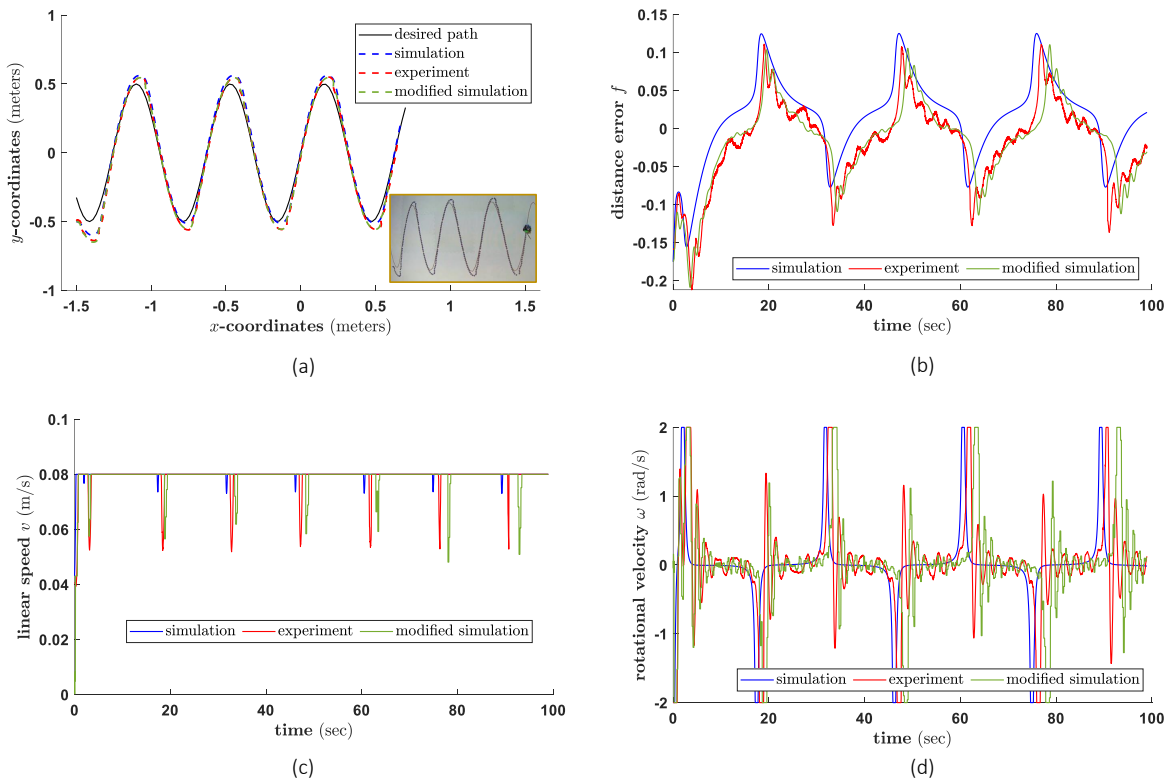 1
0.5
0
-0.5
-1
y-coordinates (meters)
-1.5
-1
-0.5
0
0.5
1
1.5
x-coordinates (meters)
desired path
simulation
experiment
modified simulation
(a)
0.15
0.1
0.05
0
-0.05
-0.1
-0.15
-0.2
distance error f
0
20
40
60
80
100
time (sec)
simulation
experiment
modified simulation
(b)
0.1
0.08
0.06
0.04
0.02
0
linear speed v (m/s)
0
20
40
60
80
100
time (sec)
simulation
experiment
modified simulation
(c)
2
1
0
-1
-2
rotational velocity ω (rad/s)
0
20
40
60
80
100
time (sec)
simulation
experiment
modified simulation
(d)